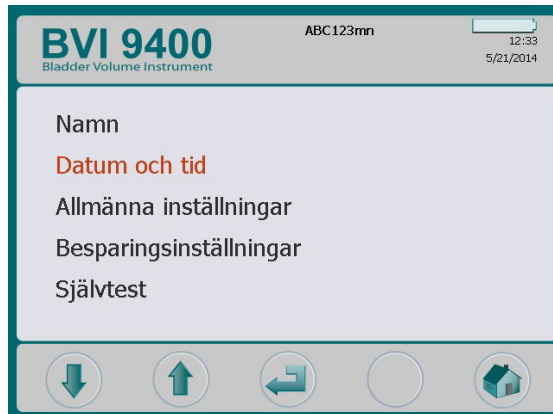 BVI 9400
Bladder Volume Instrument
ABC123mn
12:33
5/21/2014
Namn
Datum och tid
Allmänna inställningar
Besparingsinställningar
Självtest